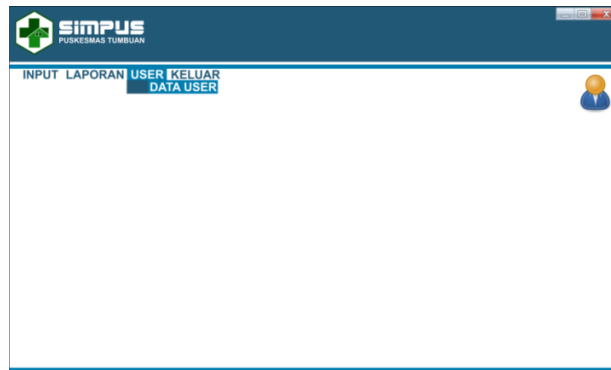 SIMPUS
PUSKESMAS TUMBUAN
INPUT LAPORAN USER KELUAR
DATA USER